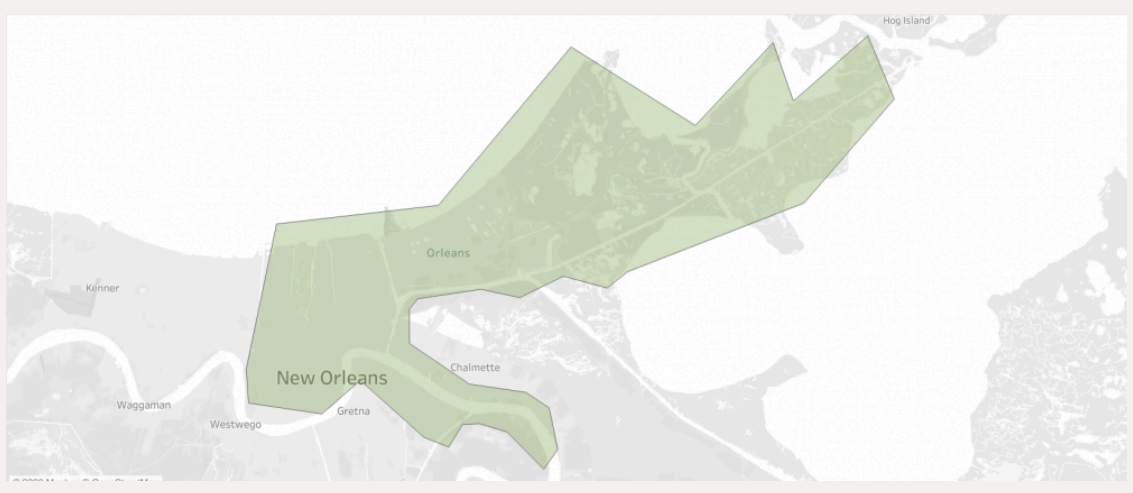 Hog Island
Orleans
Kenner
Chalmette
New Orleans
Waggaman
Gretna
Westwego